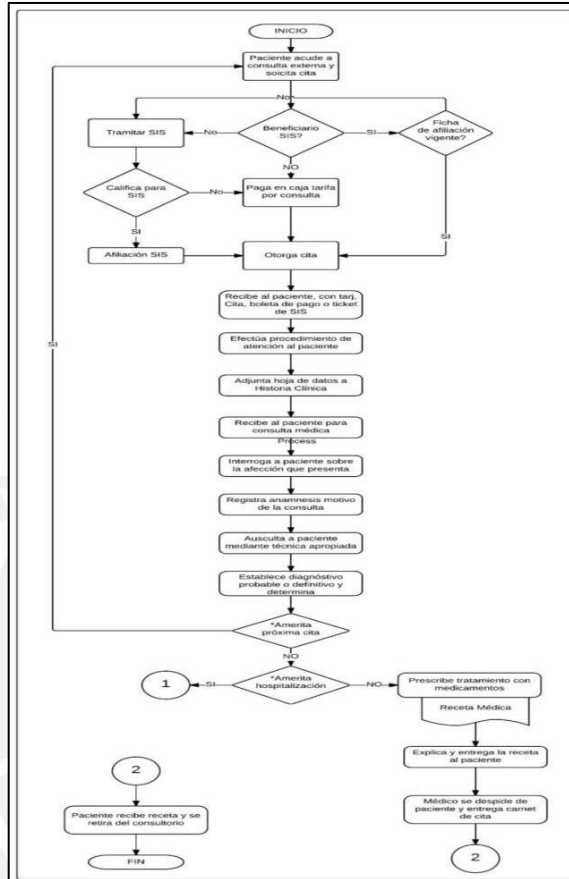 INICIO
Paciente acude a
consulta externa y
soicita cita
No
Tramitar SIS
No
Beneficiario
SIS?
SI
Ficha
de afiliación
vigente?
NO
Califica para
SIS
No
Paga en caja tarifa
por consulta
SI
SI
Afiliación SIS
Otorga cita
Recibe al paciente, con tarj,
Cita, boleta de pago o ticket
de SIS
SI
Efectúa procedimiento de
atención al paciente
Adjunta hoja de datos a
Historia Clínica
Recibe al paciente para
consulta médica
Process
Interroga a paciente sobre
la afección que presenta
Registra anamnesis motivo
de la consulta
Ausculta a paciente
mediante técnica apropiada
Establece diagnóstivo
probable o definitivo y
determina
*Amerita
próxima cita
NO
1
SI
*Amerita
hospitalización
NO
Prescribe tratamiento con
medicamentos
Receta Médica
Explica y entrega la receta
al paciente
2
Médico se despide de
paciente y entrega carnet
de cita
Paciente recibe receta y se
retira del consultorio
FIN
2